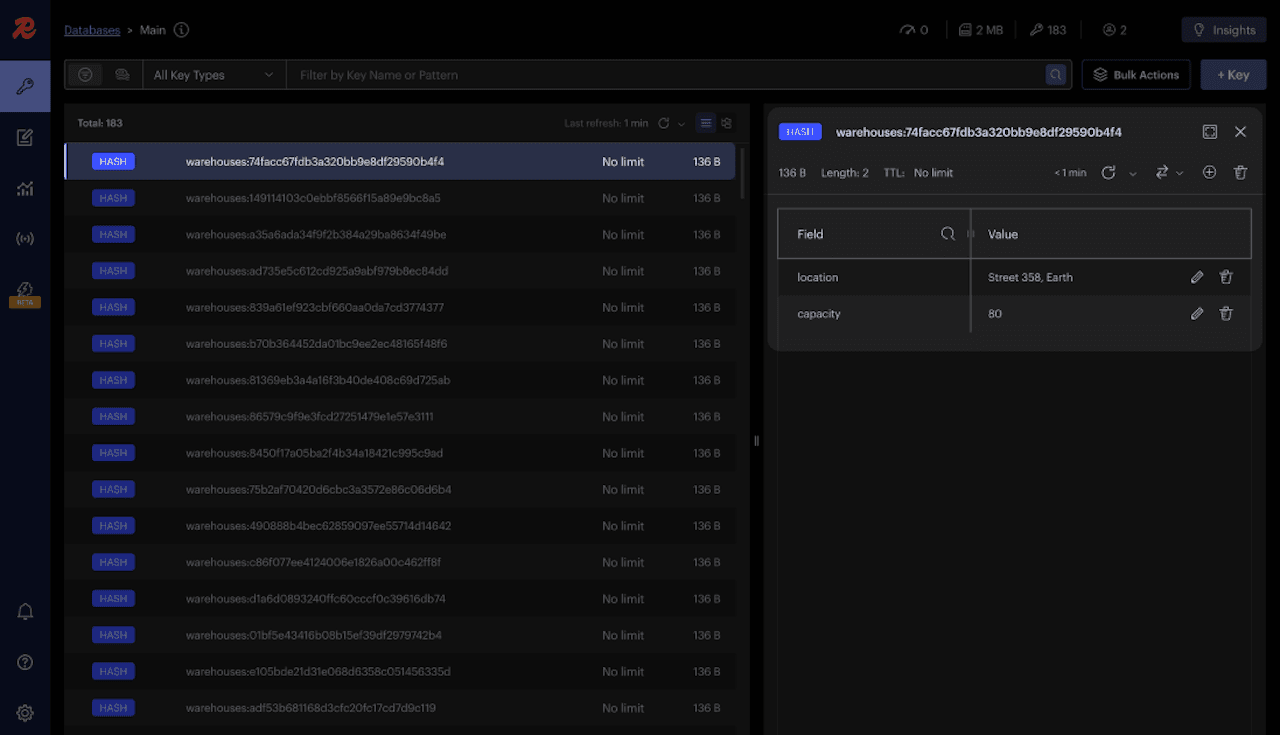 Databases > Main 0 2 MB 183 2 Insights
All Key Types Filter by Key Name or Pattern Bulk Actions + Key
Total: 183 Last refresh: 1 min
HASH warehouses:74facc67fdb3a320bb9e8df29590b4f4 No limit 136 B
HASH warehouses:149114103c0ebbf8566f15a89e9bc8a5 No limit 136 B
HASH warehouses:a35a6ada34f9f2b384a29ba8634f49be No limit 136 B
HASH warehouses:ad735e5c612cd925a9abf979b8ec84dd No limit 136 B
HASH warehouses:839a61ef923cbf660aa0da7cd3774377 No limit 136 B
HASH warehouses:b70b364452da01bc9ee2ec48165f48f6 No limit 136 B
HASH warehouses:81369eb3a4a16f3b40de408c69d725ab No limit 136 B
HASH warehouses:86579c9f9e3fcd27251479e1e57e3111 No limit 136 B
HASH warehouses:8450f17a05ba2f4b34a18421c995c9ad No limit 136 B
HASH warehouses:75b2af70420d6cbc3a3572e86c06d6b4 No limit 136 B
HASH warehouses:490888b4bec62859097ee55714d14642 No limit 136 B
HASH warehouses:c86f077ee4124006e1826a00c462ff8f No limit 136 B
HASH warehouses:d1a6d0893240ffc60cccf0c39616db74 No limit 136 B
HASH warehouses:01bf5e43416b08b15ef39df2979742b4 No limit 136 B
HASH warehouses:e105bde21d31e068d6358c051456335d No limit 136 B
HASH warehouses:adf53b681168d3cfc20fc17cd7d9c119 No limit 136 B
HASH warehouses:74facc67fdb3a320bb9e8df29590b4f4
136 B Length: 2 TTL: No limit < 1 min
Field Value
location Street 358, Earth
capacity 80
BETA